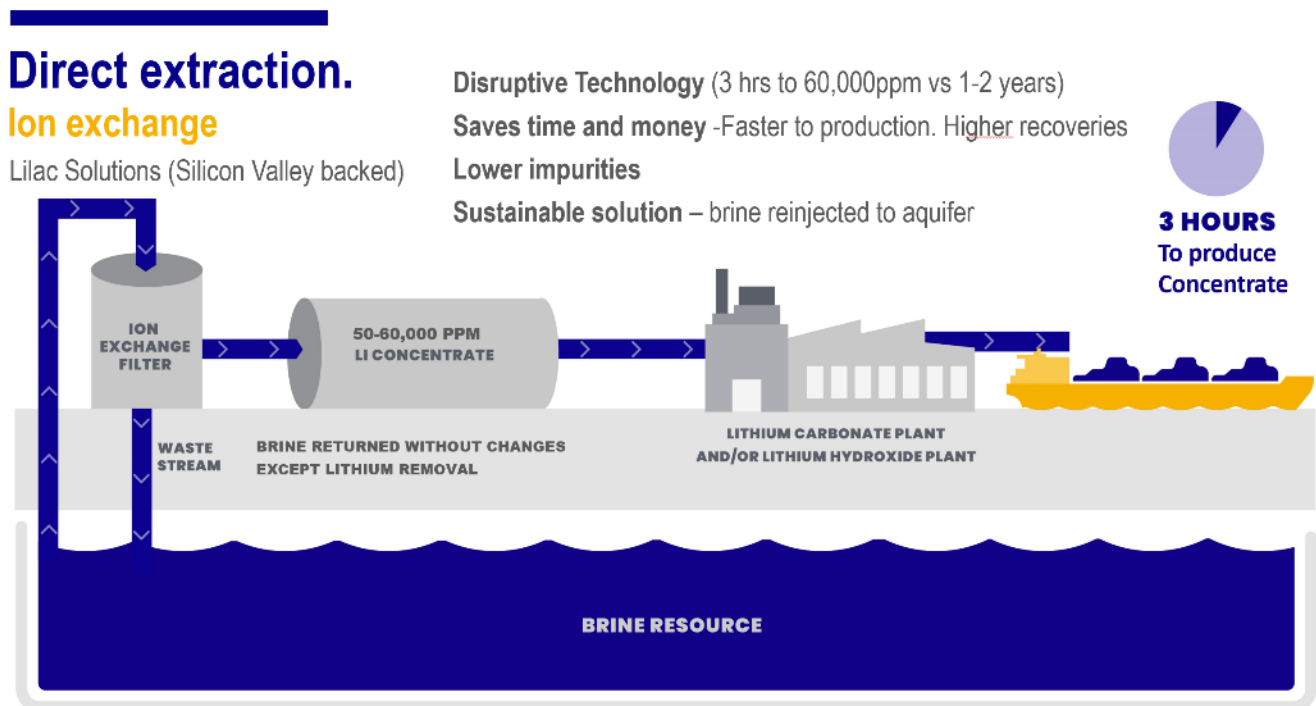 Direct extraction.
Ion exchange
Lilac Solutions (Silicon Valley backed)
Disruptive Technology (3 hrs to 60,000ppm vs 1-2 years)
Saves time and money -Faster to production. Higher recoveries
Lower impurities
Sustainable solution – brine reinjected to aquifer
3 HOURS
To produce
Concentrate
ION
EXCHANGE
FILTER
50-60,000 PPM
LI CONCENTRATE
WASTE
STREAM
BRINE RETURNED WITHOUT CHANGES
EXCEPT LITHIUM REMOVAL
LITHIUM CARBONATE PLANT
AND/OR LITHIUM HYDROXIDE PLANT
BRINE RESOURCE